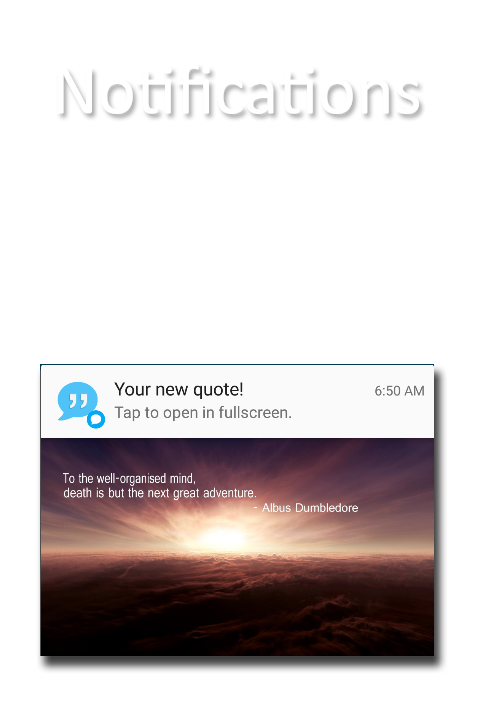 Notifications
Your new quote!
6:50 AM
Tap to open in fullscreen.
To the well-organised mind,
death is but the next great adventure.
- Albus Dumbledore